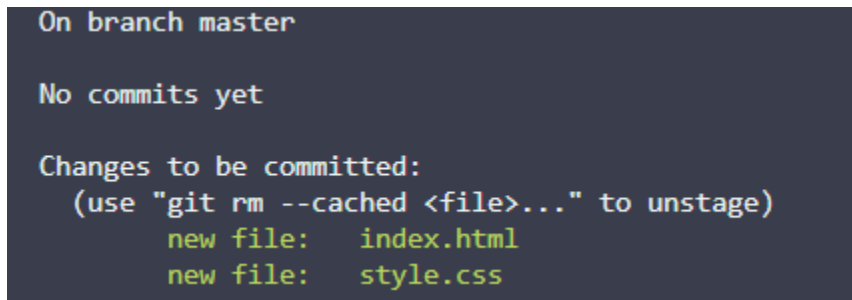 On branch master
No commits yet
Changes to be committed:
(use "git rm --cached <file>..." to unstage)
new file: index.html
new file: style.css